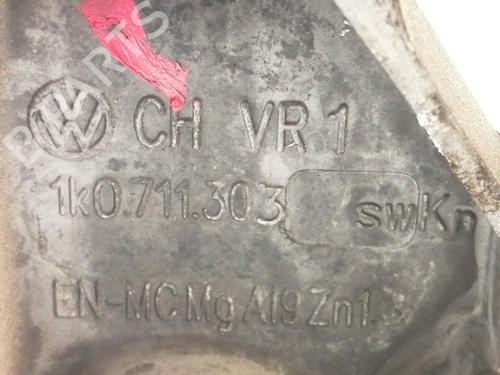 CH VR 1
1k0.711.303 swKn
EN-MCMgAl9Zn1